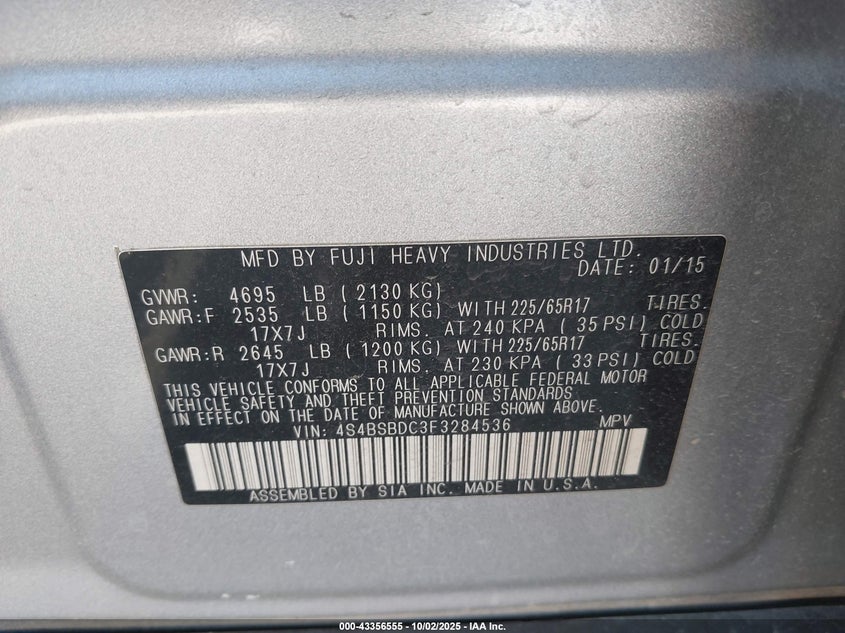 MFD BY FUJI HEAVY INDUSTRIES LTD.
DATE: 01/15
GVWR: 4695 LB ( 2130 KG)
GAWR:F 2535 LB ( 1150 KG) WITH 225/65R17 TIRES.
17X7J RIMS. AT 240 KPA ( 35 PSI) COLD
GAWR:R 2645 LB ( 1200 KG) WITH 225/65R17 TIRES.
17X7J RIMS. AT 230 KPA ( 33 PSI) COLD
THIS VEHICLE CONFORMS TO ALL APPLICABLE FEDERAL MOTOR
VEHICLE SAFETY AND THEFT PREVENTION STANDARDS
IN EFFECT ON THE DATE OF MANUFACTURE SHOWN ABOVE.
VIN: 4S4BSBDC3F3284536 MPV
ASSEMBLED BY SIA INC. MADE IN U.S.A.
000-43356555 - 10/02/2025 - IAA Inc.